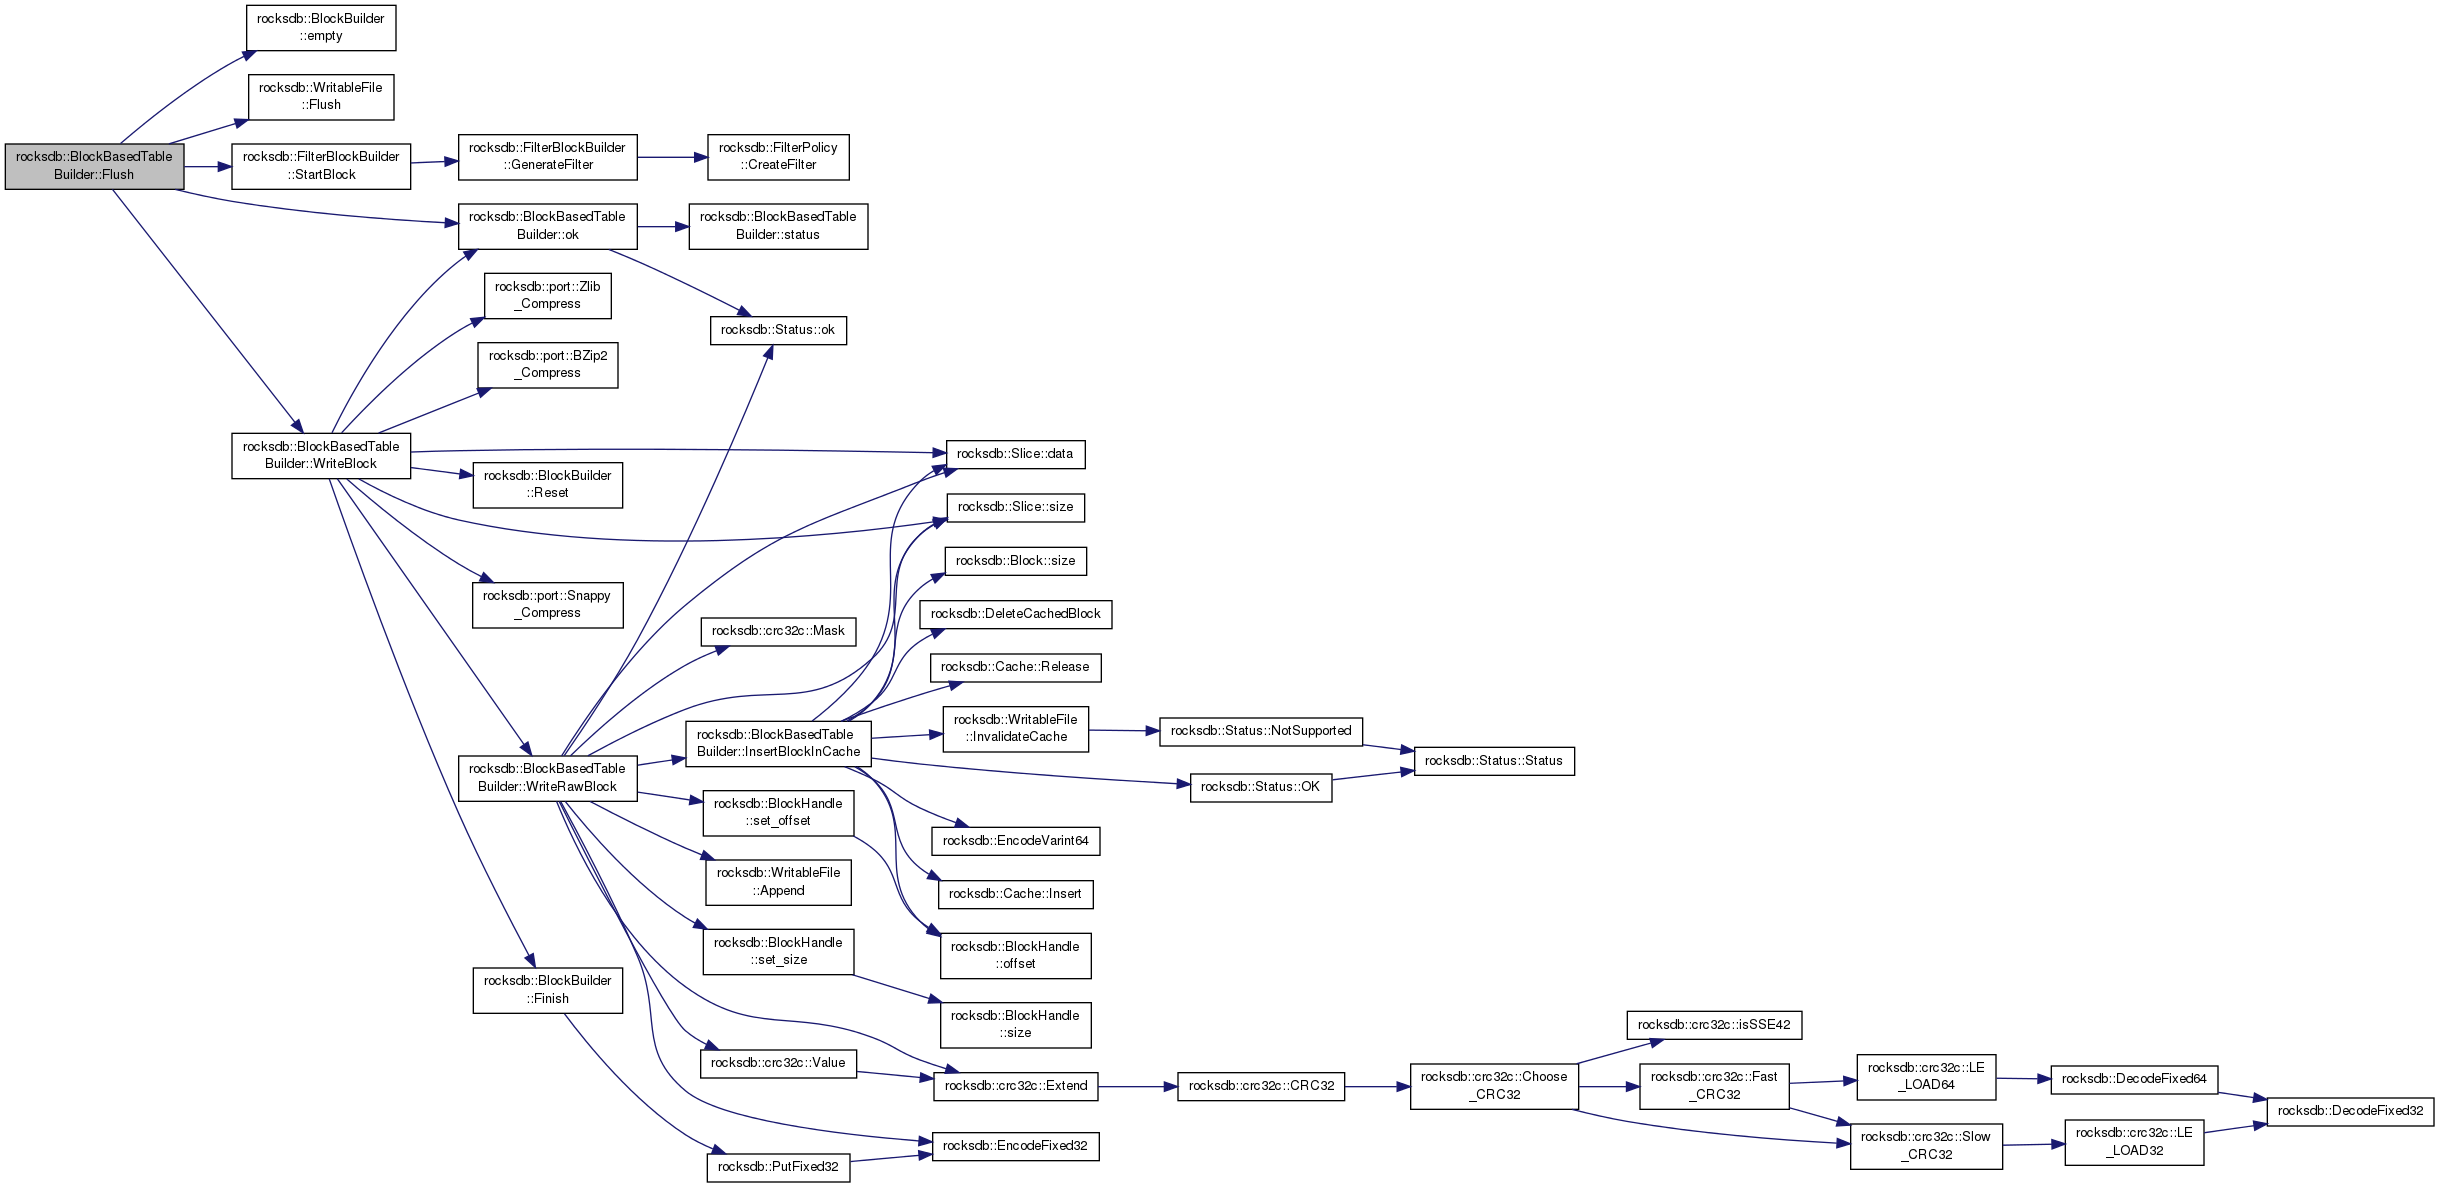 rocksdb::BlockBuilder
::empty
rocksdb::WritableFile
::Flush
rocksdb::BlockBasedTable
Builder::Flush
rocksdb::FilterBlockBuilder
::StartBlock
rocksdb::FilterBlockBuilder
::GenerateFilter
rocksdb::FilterPolicy
::CreateFilter
rocksdb::BlockBasedTable
Builder::ok
rocksdb::BlockBasedTable
Builder::status
rocksdb::port::Zlib
_Compress
rocksdb::Status::ok
rocksdb::port::BZip2
_Compress
rocksdb::BlockBasedTable
Builder::WriteBlock
rocksdb::Slice::data
rocksdb::BlockBuilder
::Reset
rocksdb::Slice::size
rocksdb::Block::size
rocksdb::port::Snappy
_Compress
rocksdb::DeleteCachedBlock
rocksdb::crc32c::Mask
rocksdb::Cache::Release
rocksdb::BlockBasedTable
Builder::InsertBlockInCache
rocksdb::WritableFile
::InvalidateCache
rocksdb::Status::NotSupported
rocksdb::Status::Status
rocksdb::BlockBasedTable
Builder::WriteRawBlock
rocksdb::Status::OK
rocksdb::BlockHandle
::set_offset
rocksdb::EncodeVarint64
rocksdb::WritableFile
::Append
rocksdb::Cache::Insert
rocksdb::BlockHandle
::set_size
rocksdb::BlockHandle
::offset
rocksdb::BlockBuilder
::Finish
rocksdb::BlockHandle
::size
rocksdb::crc32c::isSSE42
rocksdb::crc32c::Value
rocksdb::crc32c::Extend
rocksdb::crc32c::CRC32
rocksdb::crc32c::Choose
_CRC32
rocksdb::crc32c::Fast
_CRC32
rocksdb::crc32c::LE
_LOAD64
rocksdb::DecodeFixed64
rocksdb::DecodeFixed32
rocksdb::crc32c::Slow
_CRC32
rocksdb::crc32c::LE
_LOAD32
rocksdb::EncodeFixed32
rocksdb::PutFixed32